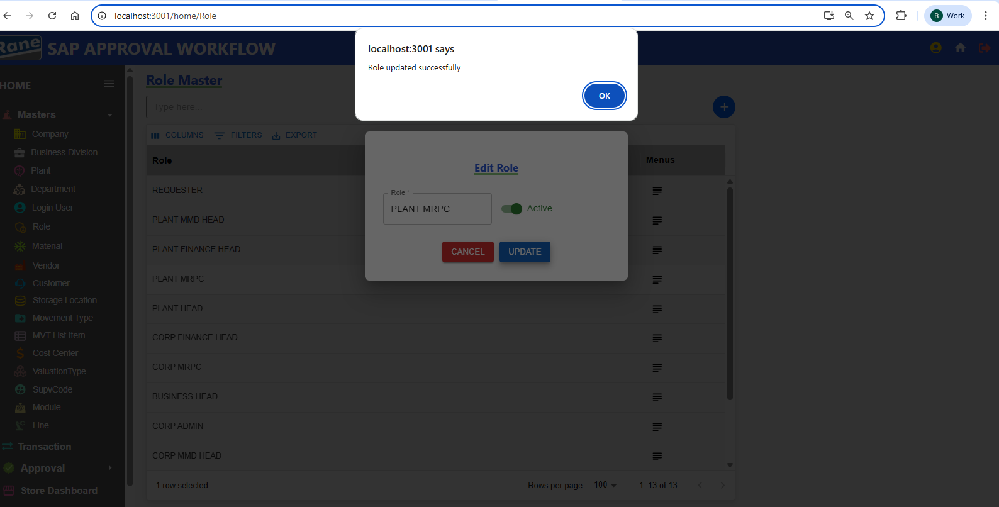 localhost:3001/home/Role
R
Work
Rane
SAP APPROVAL WORKFLOW
localhost:3001 says
Role updated successfully
OK
HOME
Masters
Company
Business Division
Plant
Department
Login User
Role
Material
Vendor
Customer
Storage Location
Movement Type
MVT List Item
Cost Center
ValuationType
SupvCode
Module
Line
Transaction
Approval
Store Dashboard
Role Master
Type here...
COLUMNS
FILTERS
EXPORT
Role
Menus
REQUESTER
PLANT MMD HEAD
PLANT FINANCE HEAD
PLANT MRPC
PLANT HEAD
CORP FINANCE HEAD
CORP MRPC
BUSINESS HEAD
CORP ADMIN
CORP MMD HEAD
Edit Role
Role *
PLANT MRPC
Active
CANCEL
UPDATE
1 row selected
Rows per page:
100
1–13 of 13